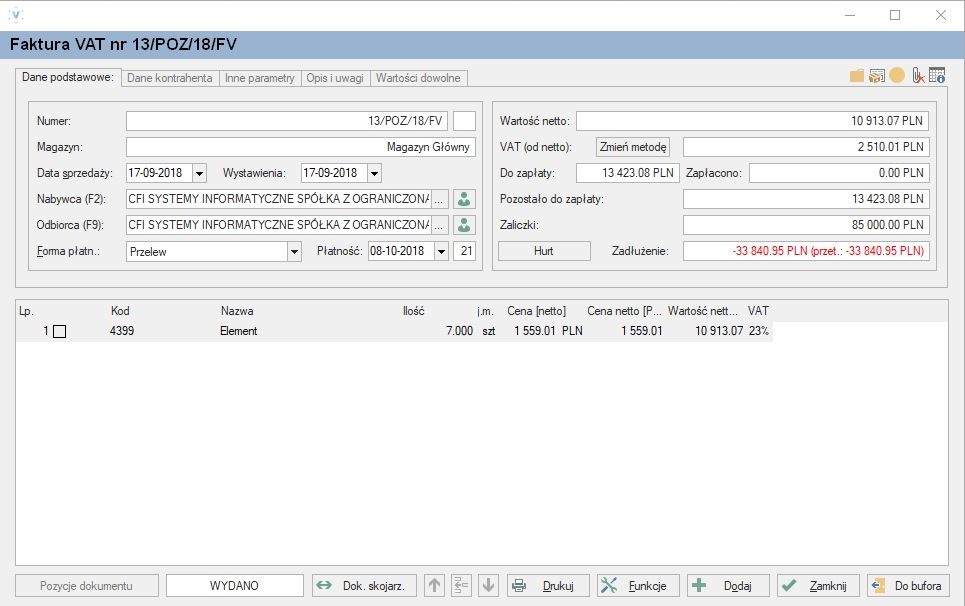 Faktura VAT nr 13/POZ/18/FV
Dane podstawowe: Dane kontrahenta Inne parametry Opis i uwagi Wartości dowolne
Numer: 13/POZ/18/FV
Magazyn: Magazyn Główny
Data sprzedaży: 17-09-2018 Wystawienia: 17-09-2018
Nabywca (F2): CFI SYSTEMY INFORMATYCZNE SPÓŁKA Z OGRANICZONA ...
Odbiorca (F9): CFI SYSTEMY INFORMATYCZNE SPÓŁKA Z OGRANICZONA ...
Forma płatn.: Przelew Płatność: 08-10-2018 21
Wartość netto: 10 913.07 PLN
VAT (od netto): Zmień metodę 2 510.01 PLN
Do zapłaty: 13 423.08 PLN Zapłacono: 0.00 PLN
Pozostało do zapłaty: 13 423.08 PLN
Zaliczki: 85 000.00 PLN
Hurt Zadłużenie: -33 840.95 PLN (przet.: -33 840.95 PLN)
Lp. Kod Nazwa Ilość j.m. Cena [netto] Cena netto [P... Wartość nett... VAT
1 4399 Element 7.000 szt 1 559.01 PLN 1 559.01 10 913.07 23%
Pozycje dokumentu WYDANO Dok. skojarz. Drukuj Funkcje Dodaj Zamknij Do bufora